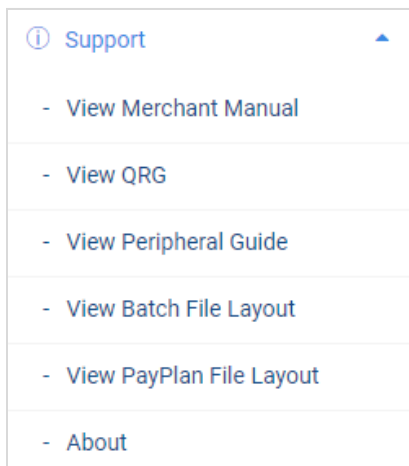 Support
- View Merchant Manual
- View QRG
- View Peripheral Guide
- View Batch File Layout
- View PayPlan File Layout
- About